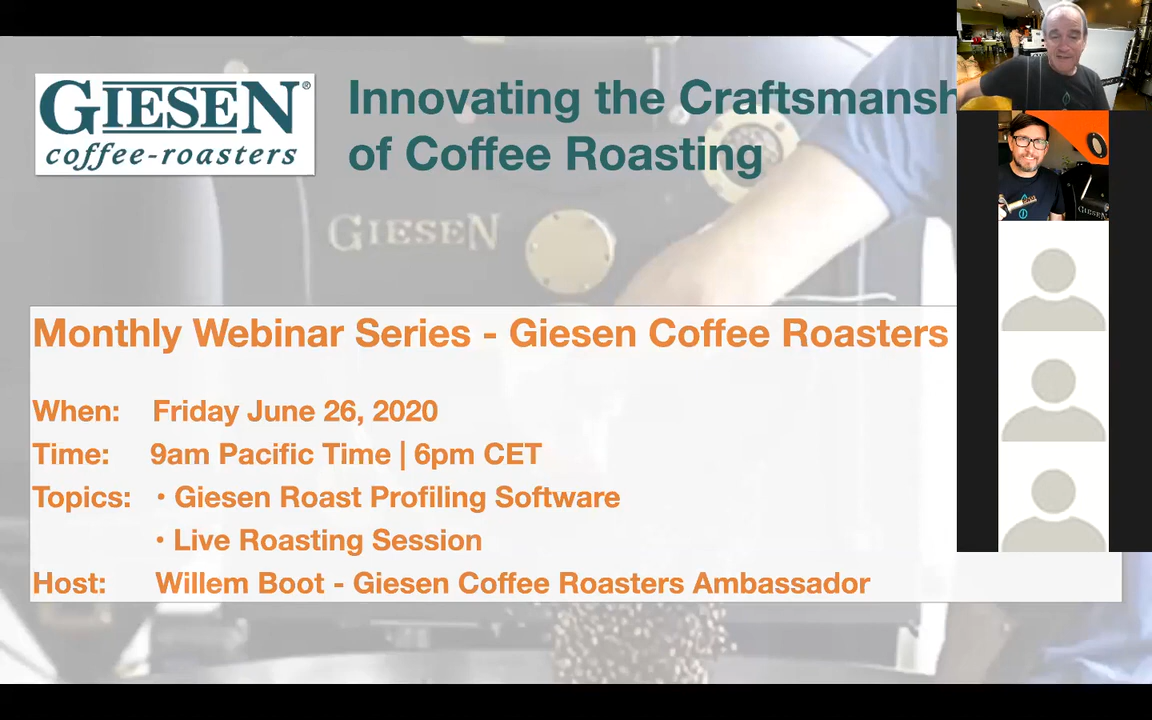 GIESEN®
coffee-roasters
Innovating the Craftsmansh
of Coffee Roasting
GIESEN
Monthly Webinar Series - Giesen Coffee Roasters
When: Friday June 26, 2020
Time: 9am Pacific Time | 6pm CET
Topics: • Giesen Roast Profiling Software
• Live Roasting Session
Host: Willem Boot - Giesen Coffee Roasters Ambassador
GIESEN